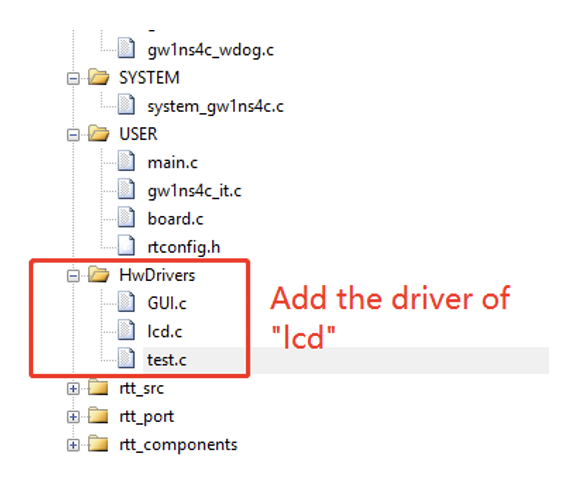 gw1ns4c_wdog.c
SYSTEM
system_gw1ns4c.c
USER
main.c
gw1ns4c_it.c
board.c
rtconfig.h
HwDrivers
GUI.c
lcd.c
test.c
rtt_src
rtt_port
rtt_components
Add the driver of
"lcd"